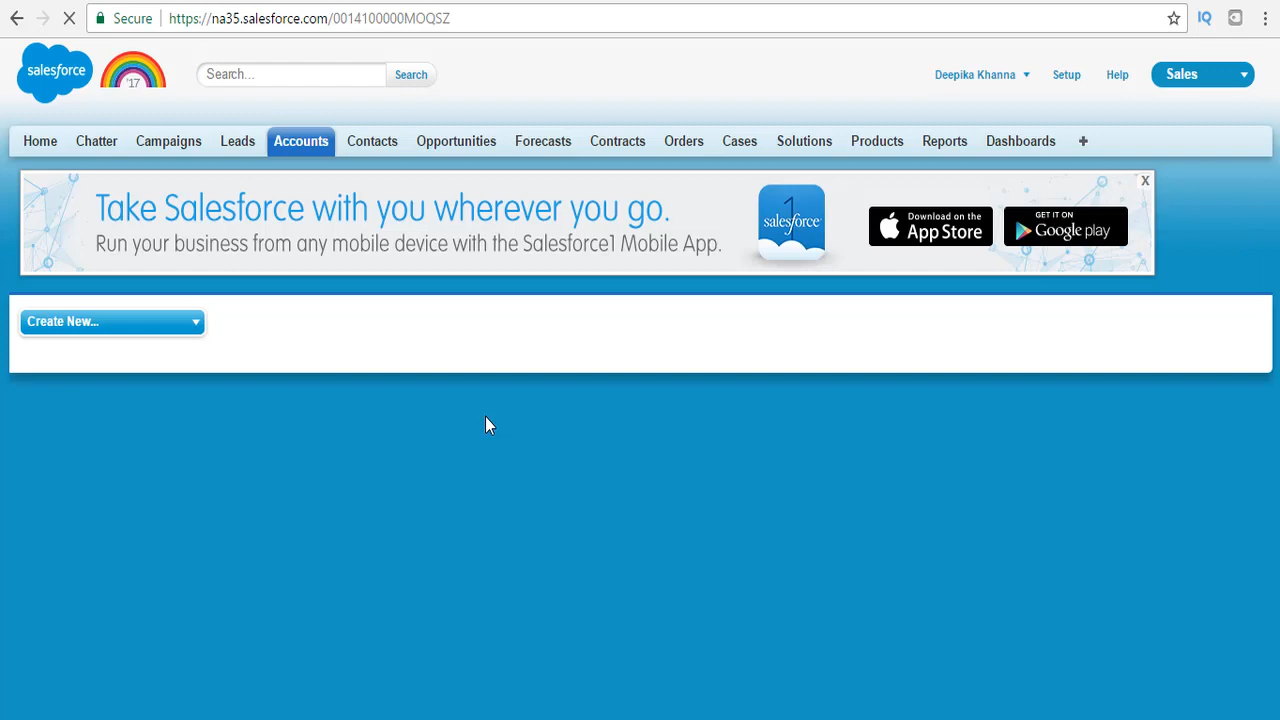 Secure https://na35.salesforce.com/0014100000MOQSZ IQ
salesforce '17 Search... Search Deepika Khanna Setup Help Sales
Home Chatter Campaigns Leads Accounts Contacts Opportunities Forecasts Contracts Orders Cases Solutions Products Reports Dashboards +
Take Salesforce with you wherever you go.
Run your business from any mobile device with the Salesforce1 Mobile App.
1
salesforce
Download on the
App Store
GET IT ON
Google play
X
Create New...